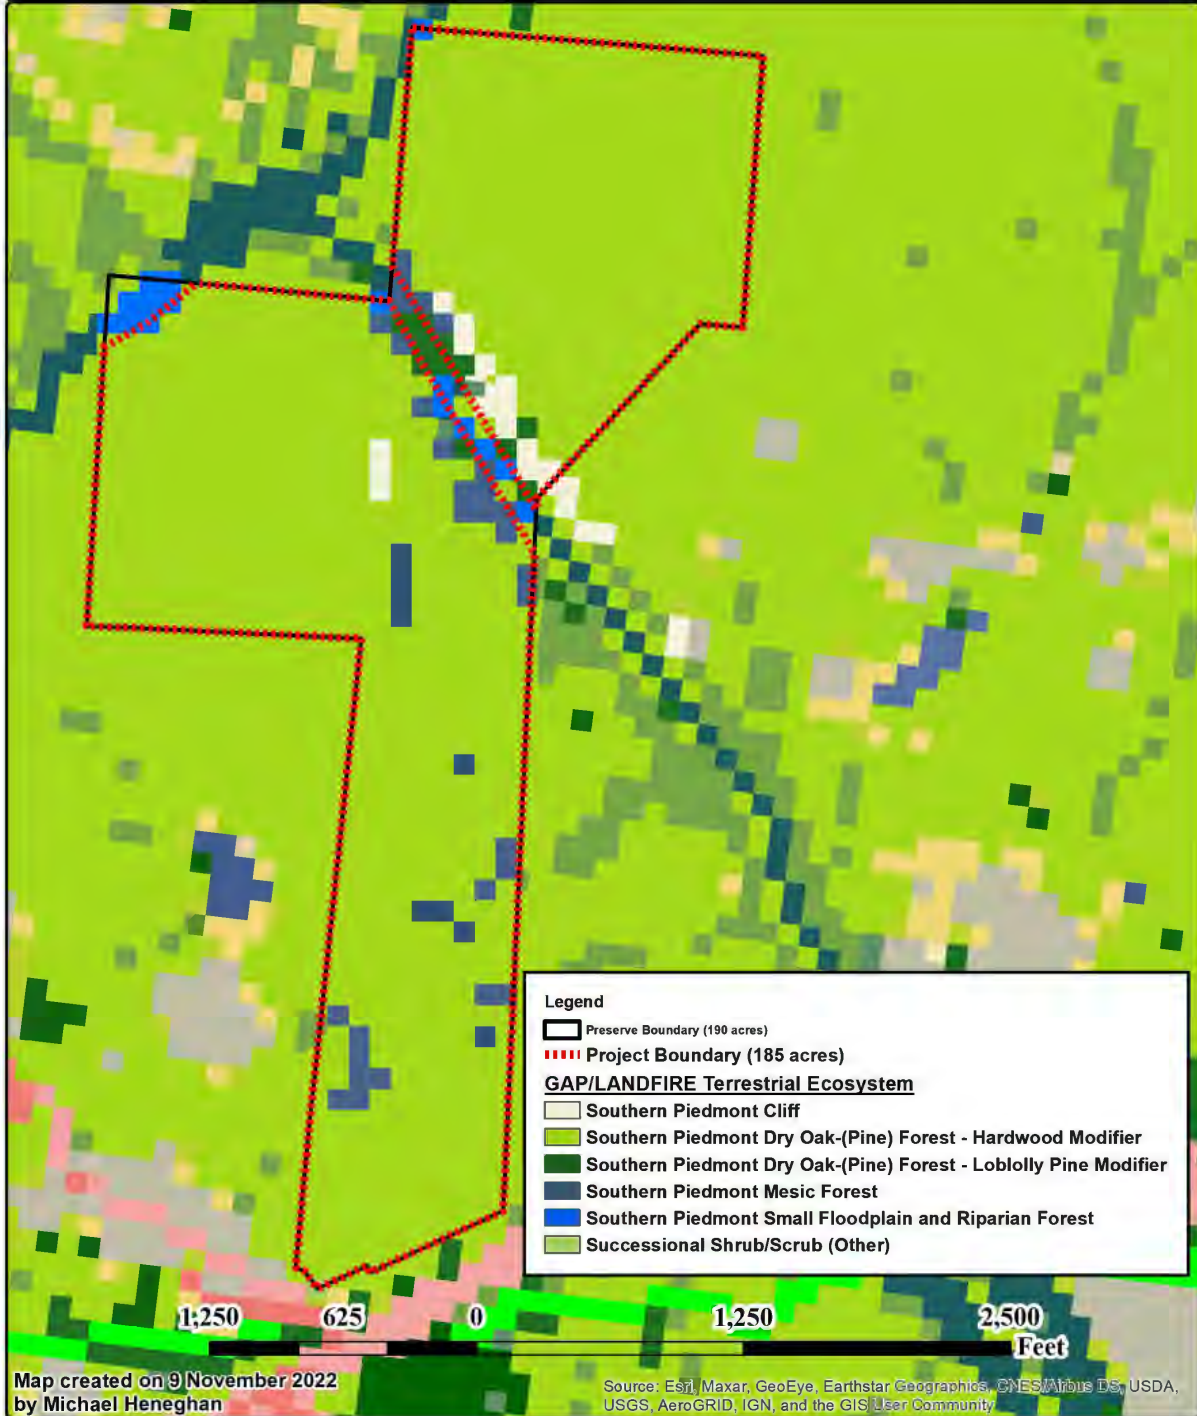 Legend
Preserve Boundary (190 acres)
Project Boundary (185 acres)
GAP/LANDFIRE Terrestrial Ecosystem
Southern Piedmont Cliff
Southern Piedmont Dry Oak-(Pine) Forest - Hardwood Modifier
Southern Piedmont Dry Oak-(Pine) Forest - Loblolly Pine Modifier
Southern Piedmont Mesic Forest
Southern Piedmont Small Floodplain and Riparian Forest
Successional Shrub/Scrub (Other)
1,250 625 0 1,250 2,500
Feet
Map created on 9 November 2022
by Michael Heneghan
Source: Esri, Maxar, GeoEye, Earthstar Geographics, CNES/Airbus DS, USDA,
USGS, AeroGRID, IGN, and the GIS User Community